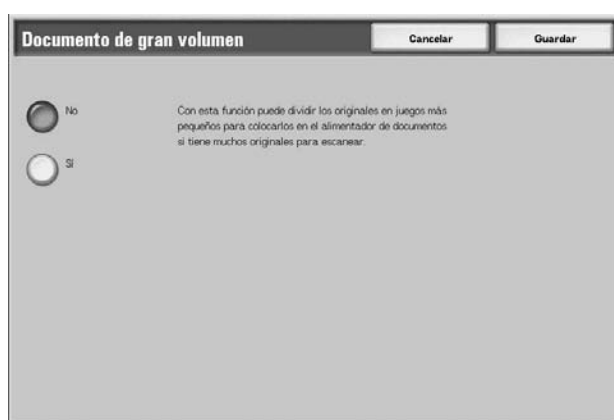 Documento de gran volumen
Cancelar
Guardar
No
Con esta función puede dividir los originales en juegos más
pequeños para colocarlos en el alimentador de documentos
si tiene muchos originales para escanear.
Sí